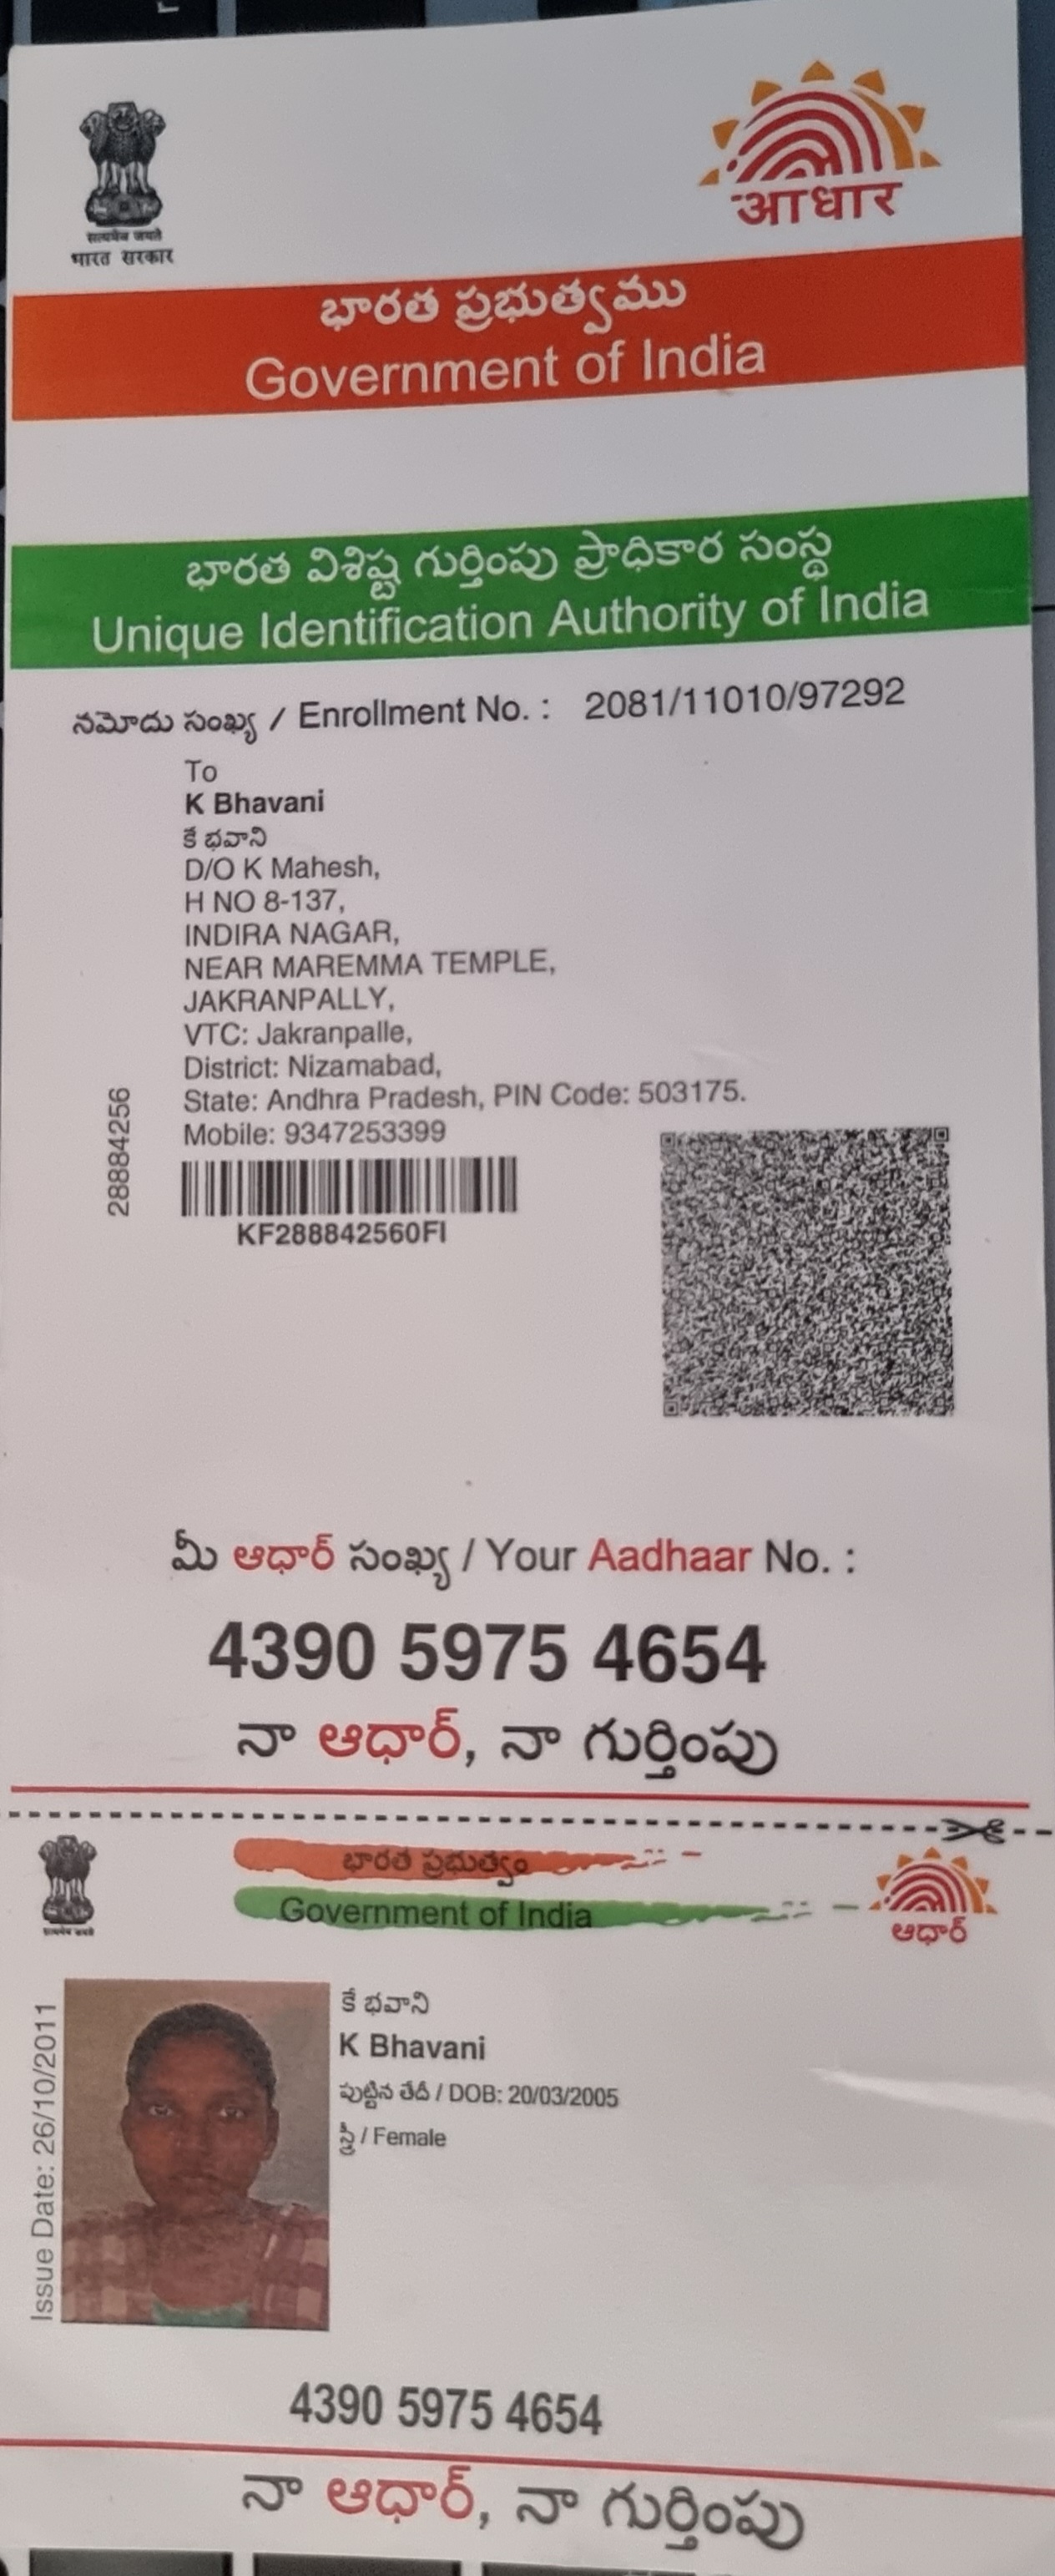 सत्यमेव जयते
भारत सरकार
आधार
భారత ప్రభుత్వము
Government of India
భారత విశిష్ట గుర్తింపు ప్రాధికార సంస్థ
Unique Identification Authority of India
నమోదు సంఖ్య / Enrollment No. : 2081/11010/97292
To
K Bhavani
కే భవాని
D/O K Mahesh,
H NO 8-137,
INDIRA NAGAR,
NEAR MAREMMA TEMPLE,
JAKRANPALLY,
VTC: Jakranpalle,
District: Nizamabad,
State: Andhra Pradesh, PIN Code: 503175.
Mobile: 9347253399
28884256
KF288842560FI
మీ ఆధార్ సంఖ్య / Your Aadhaar No. :
4390 5975 4654
నా ఆధార్, నా గుర్తింపు
భారత ప్రభుత్వం
Government of India
सत्यमेव जयते
ఆధార్
Issue Date: 26/10/2011
కే భవాని
K Bhavani
పుట్టిన తేదీ / DOB: 20/03/2005
స్త్రీ / Female
4390 5975 4654
నా ఆధార్, నా గుర్తింపు